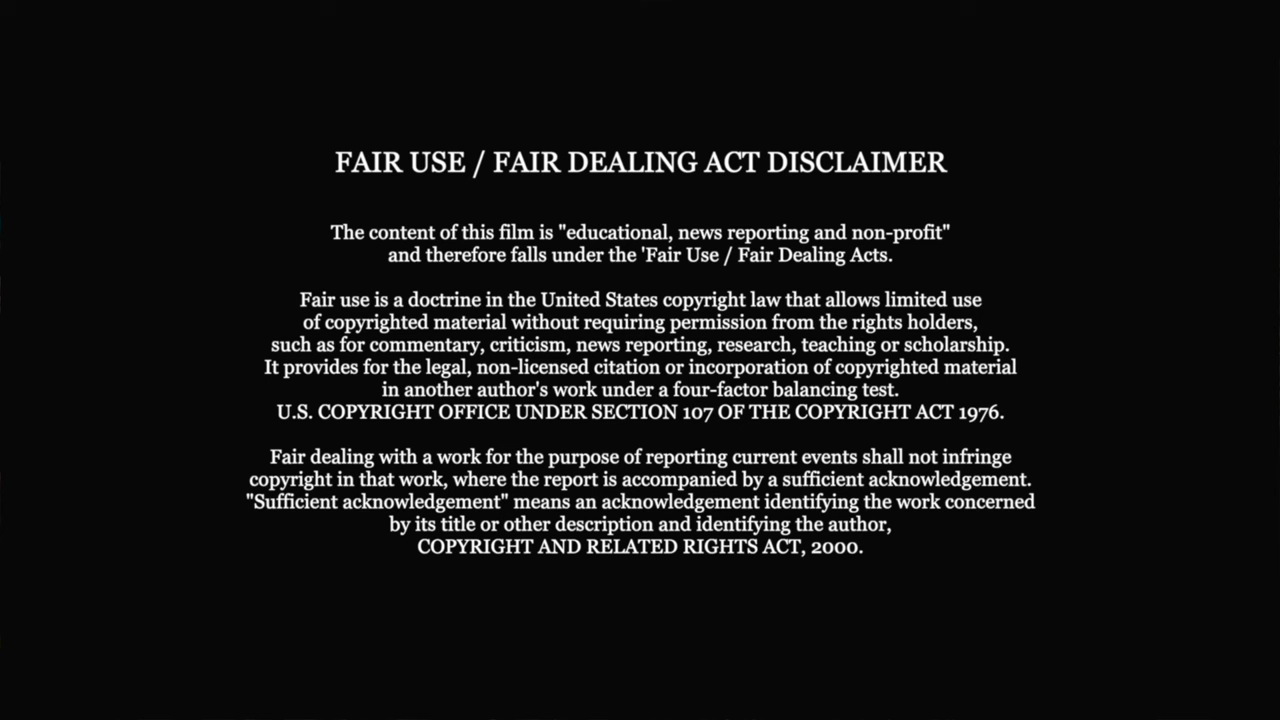 FAIR USE / FAIR DEALING ACT DISCLAIMER
The content of this film is "educational, news reporting and non-profit"
and therefore falls under the 'Fair Use / Fair Dealing Acts.
Fair use is a doctrine in the United States copyright law that allows limited use
of copyrighted material without requiring permission from the rights holders,
such as for commentary, criticism, news reporting, research, teaching or scholarship.
It provides for the legal, non-licensed citation or incorporation of copyrighted material
in another author's work under a four-factor balancing test.
U.S. COPYRIGHT OFFICE UNDER SECTION 107 OF THE COPYRIGHT ACT 1976.
Fair dealing with a work for the purpose of reporting current events shall not infringe
copyright in that work, where the report is accompanied by a sufficient acknowledgement.
"Sufficient acknowledgement" means an acknowledgement identifying the work concerned
by its title or other description and identifying the author,
COPYRIGHT AND RELATED RIGHTS ACT, 2000.